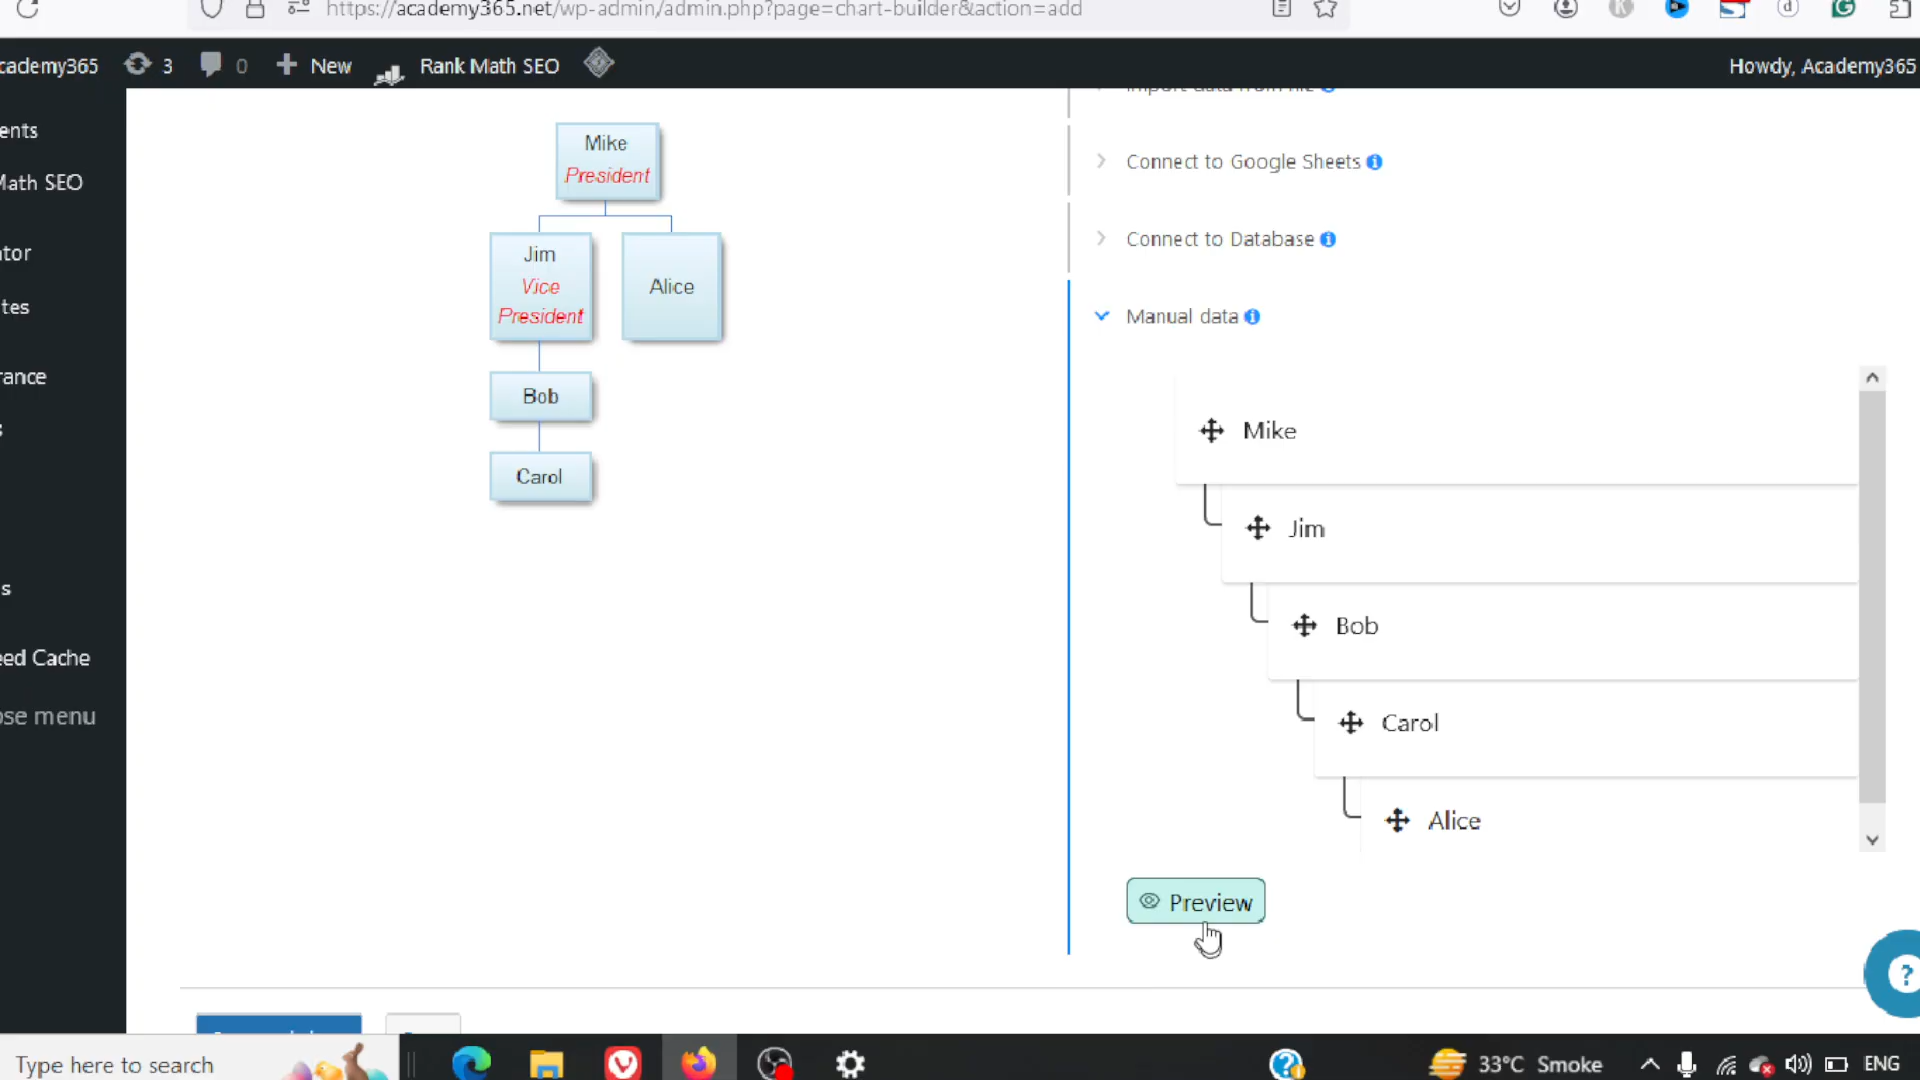 https://academy365.net/wp-admin/admin.php?page=chart-builder&action=add
cademy365 3 0 New Rank Math SEO Howdy, Academy365
ents
Math SEO
tor
tes
rance
s
eed Cache
ose menu
Mike
President
Jim
Vice
President
Alice
Bob
Carol
Import data from file
Connect to Google Sheets
Connect to Database
Manual data
Mike
Jim
Bob
Carol
Alice
Preview
?
Type here to search
33°C Smoke
ENG